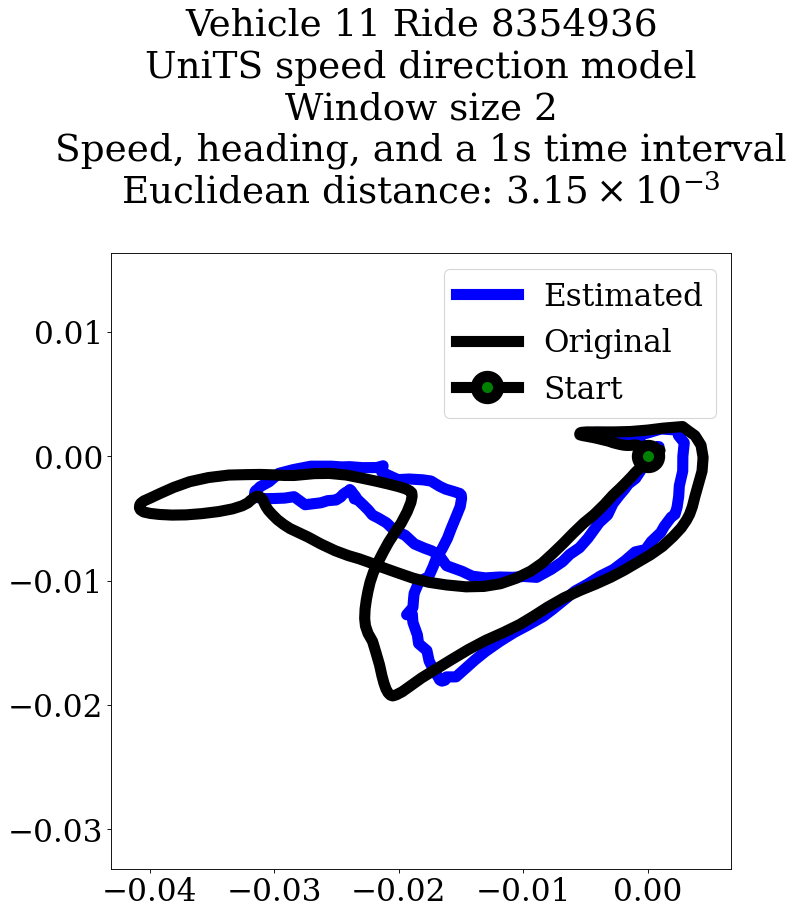 Vehicle 11 Ride 8354936
UniTS speed direction model
Window size 2
Speed, heading, and a 1s time interval
Euclidean distance: 3.15 × 10⁻³
Estimated
Original
Start
0.01
0.00
−0.01
−0.02
−0.03
−0.04 −0.03 −0.02 −0.01 0.00